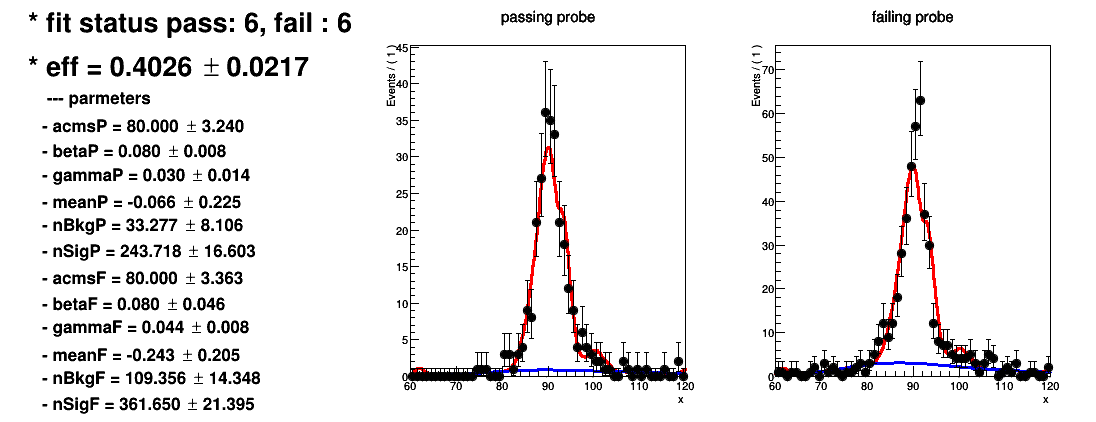 * fit status pass: 6, fail : 6
* eff = 0.4026 ± 0.0217
--- parmeters
- acmsP = 80.000 ± 3.240
- betaP = 0.080 ± 0.008
- gammaP = 0.030 ± 0.014
- meanP = -0.066 ± 0.225
- nBkgP = 33.277 ± 8.106
- nSigP = 243.718 ± 16.603
- acmsF = 80.000 ± 3.363
- betaF = 0.080 ± 0.046
- gammaF = 0.044 ± 0.008
- meanF = -0.243 ± 0.205
- nBkgF = 109.356 ± 14.348
- nSigF = 361.650 ± 21.395
passing probe
Events / ( 1 )
45
40
35
30
25
20
15
10
5
0
60 70 80 90 100 110 120
x
failing probe
Events / ( 1 )
70
60
50
40
30
20
10
0
60 70 80 90 100 110 120
x